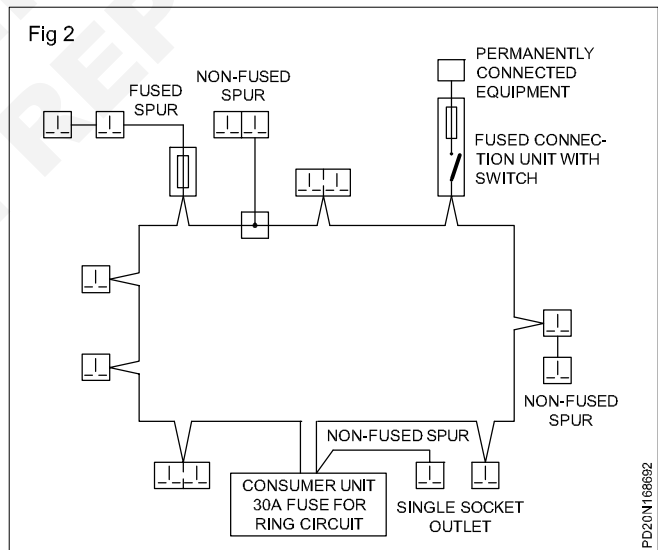 Fig 2
PERMANENTLY
CONNECTED
EQUIPMENT
NON-FUSED
SPUR
FUSED
SPUR
FUSED CONNEC-
TION UNIT WITH
SWITCH
NON-FUSED
SPUR
NON-FUSED SPUR
CONSUMER UNIT
30A FUSE FOR
RING CIRCUIT
SINGLE SOCKET
OUTLET
PD20N168692